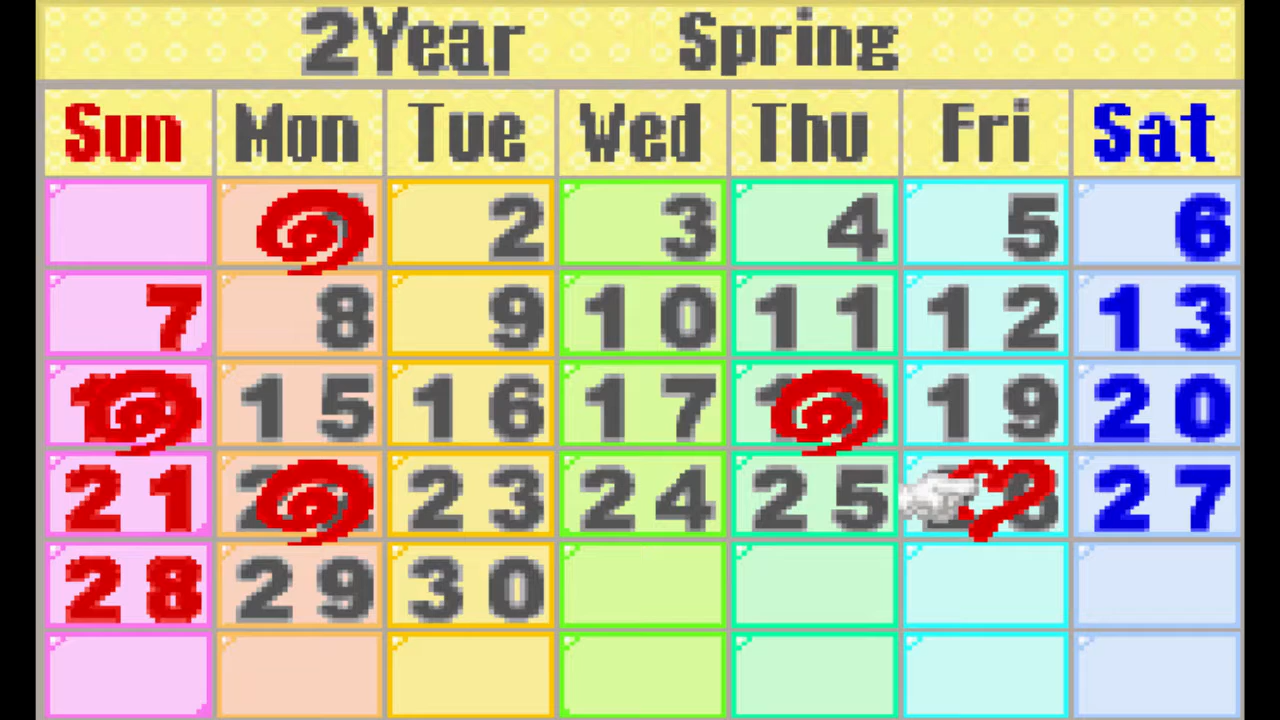 2Year Spring
Sun Mon Tue Wed Thu Fri Sat
2 3 4 5 6
7 8 9 10 11 12 13
15 16 17 19 20
21 23 24 25 27
28 29 30